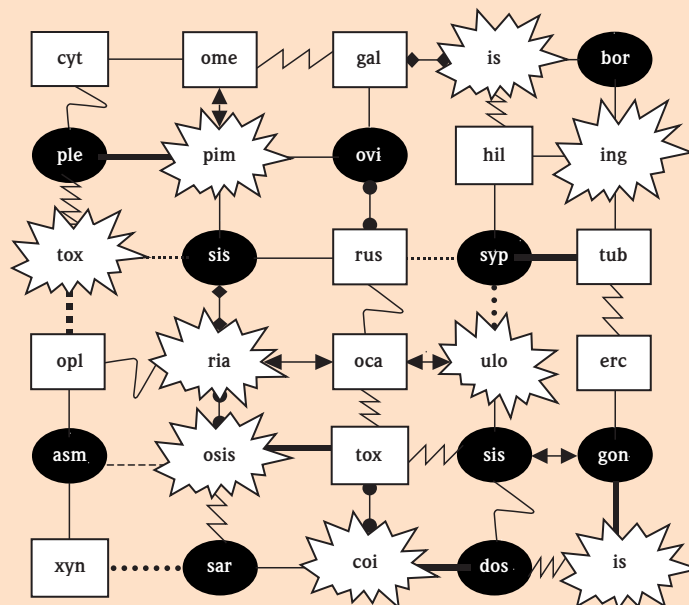 cyt ome gal is bor
ple pim ovi hil ing
tox sis rus syp tub
opl ria oca ulo erc
asm osis tox sis gon
xyn sar coi dos is